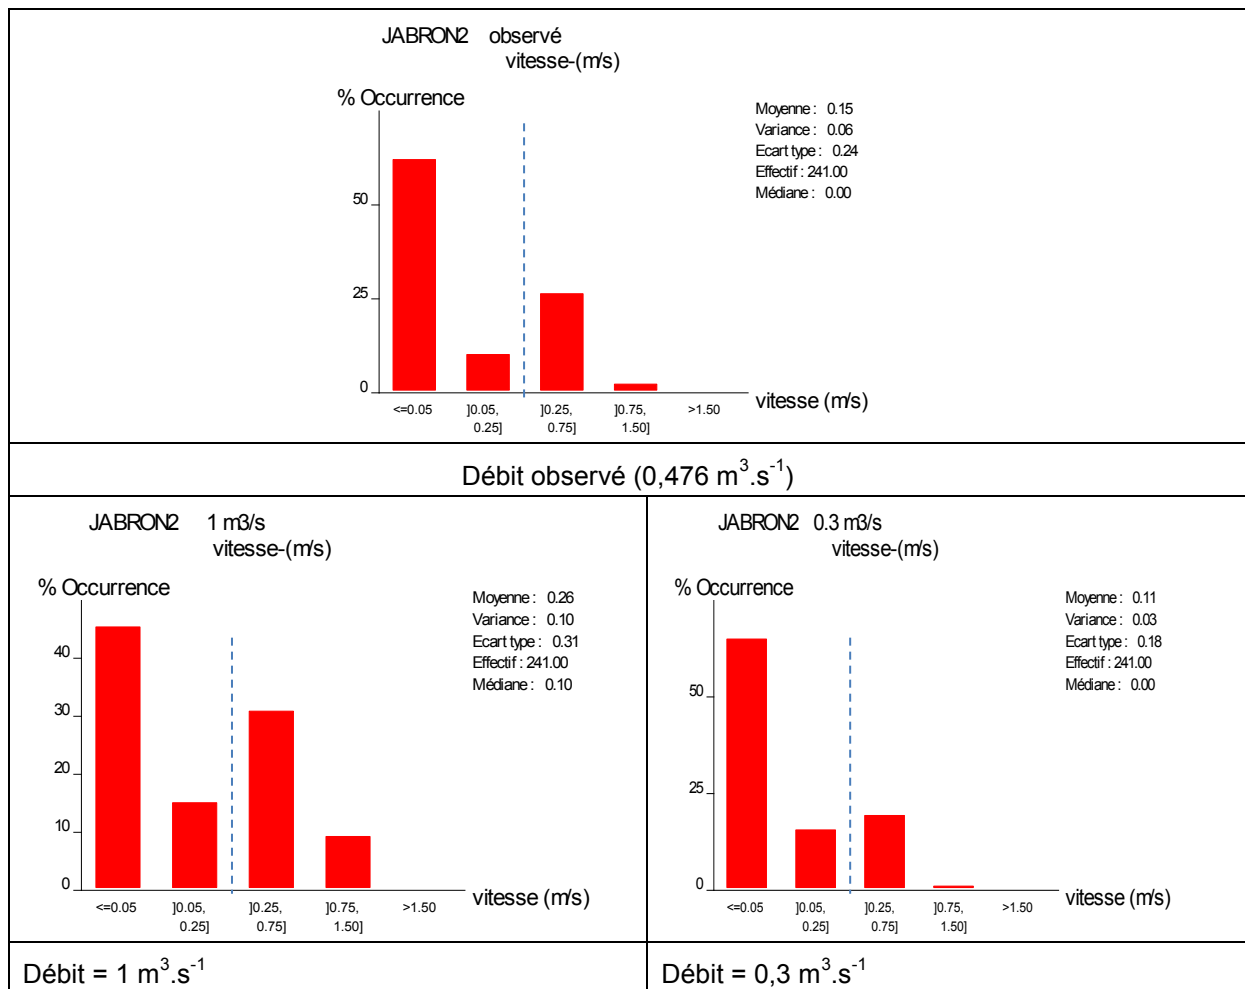 JABRON2 observé
vitesse-(m/s)
% Occurrence
Moyenne : 0.15
Variance : 0.06
Ecart type : 0.24
Effectif : 241.00
Médiane : 0.00
50
25
0
<=0.05 ]0.05, 0.25] ]0.25, 0.75] ]0.75, 1.50] >1.50
vitesse (m/s)
Débit observé (0,476 m³.s⁻¹)
JABRON2 1 m3/s
vitesse-(m/s)
% Occurrence
Moyenne : 0.26
Variance : 0.10
Ecart type : 0.31
Effectif : 241.00
Médiane : 0.10
40
30
20
10
0
<=0.05 ]0.05, 0.25] ]0.25, 0.75] ]0.75, 1.50] >1.50
vitesse (m/s)
Débit = 1 m³.s⁻¹
JABRON2 0.3 m3/s
vitesse-(m/s)
% Occurrence
Moyenne : 0.11
Variance : 0.03
Ecart type : 0.18
Effectif : 241.00
Médiane : 0.00
50
25
0
<=0.05 ]0.05, 0.25] ]0.25, 0.75] ]0.75, 1.50] >1.50
vitesse (m/s)
Débit = 0,3 m³.s⁻¹